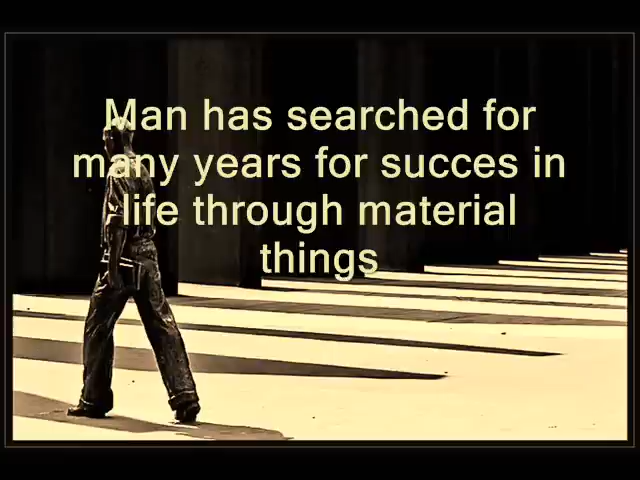 Man has searched for
many years for succes in
life through material
things